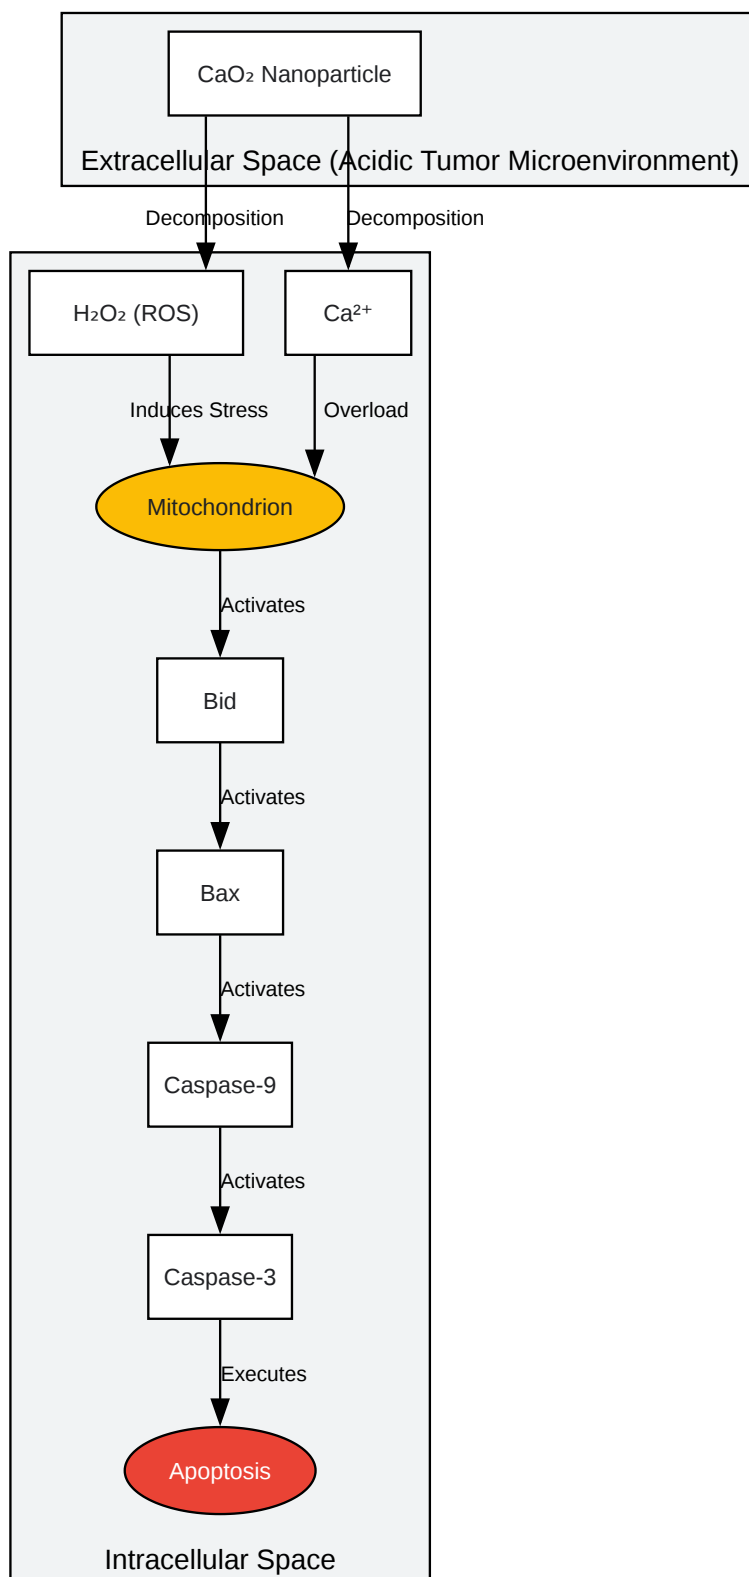 CaO₂ Nanoparticle
Extracellular Space (Acidic Tumor Microenvironment)
Decomposition
Decomposition
H₂O₂ (ROS)
Ca²⁺
Induces Stress
Overload
Mitochondrion
Activates
Bid
Activates
Bax
Activates
Caspase-9
Activates
Caspase-3
Executes
Apoptosis
Intracellular Space